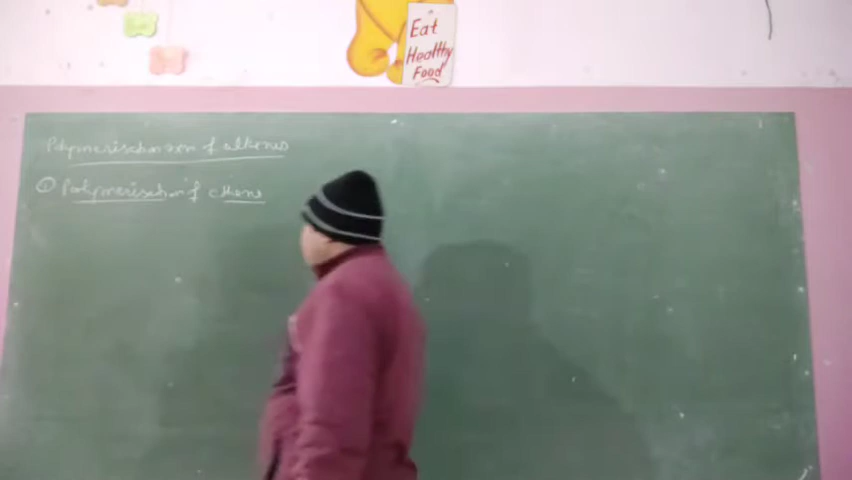 Eat
Healthy
Food
Polymerisation of alkenes
① Polymerisation of ethene